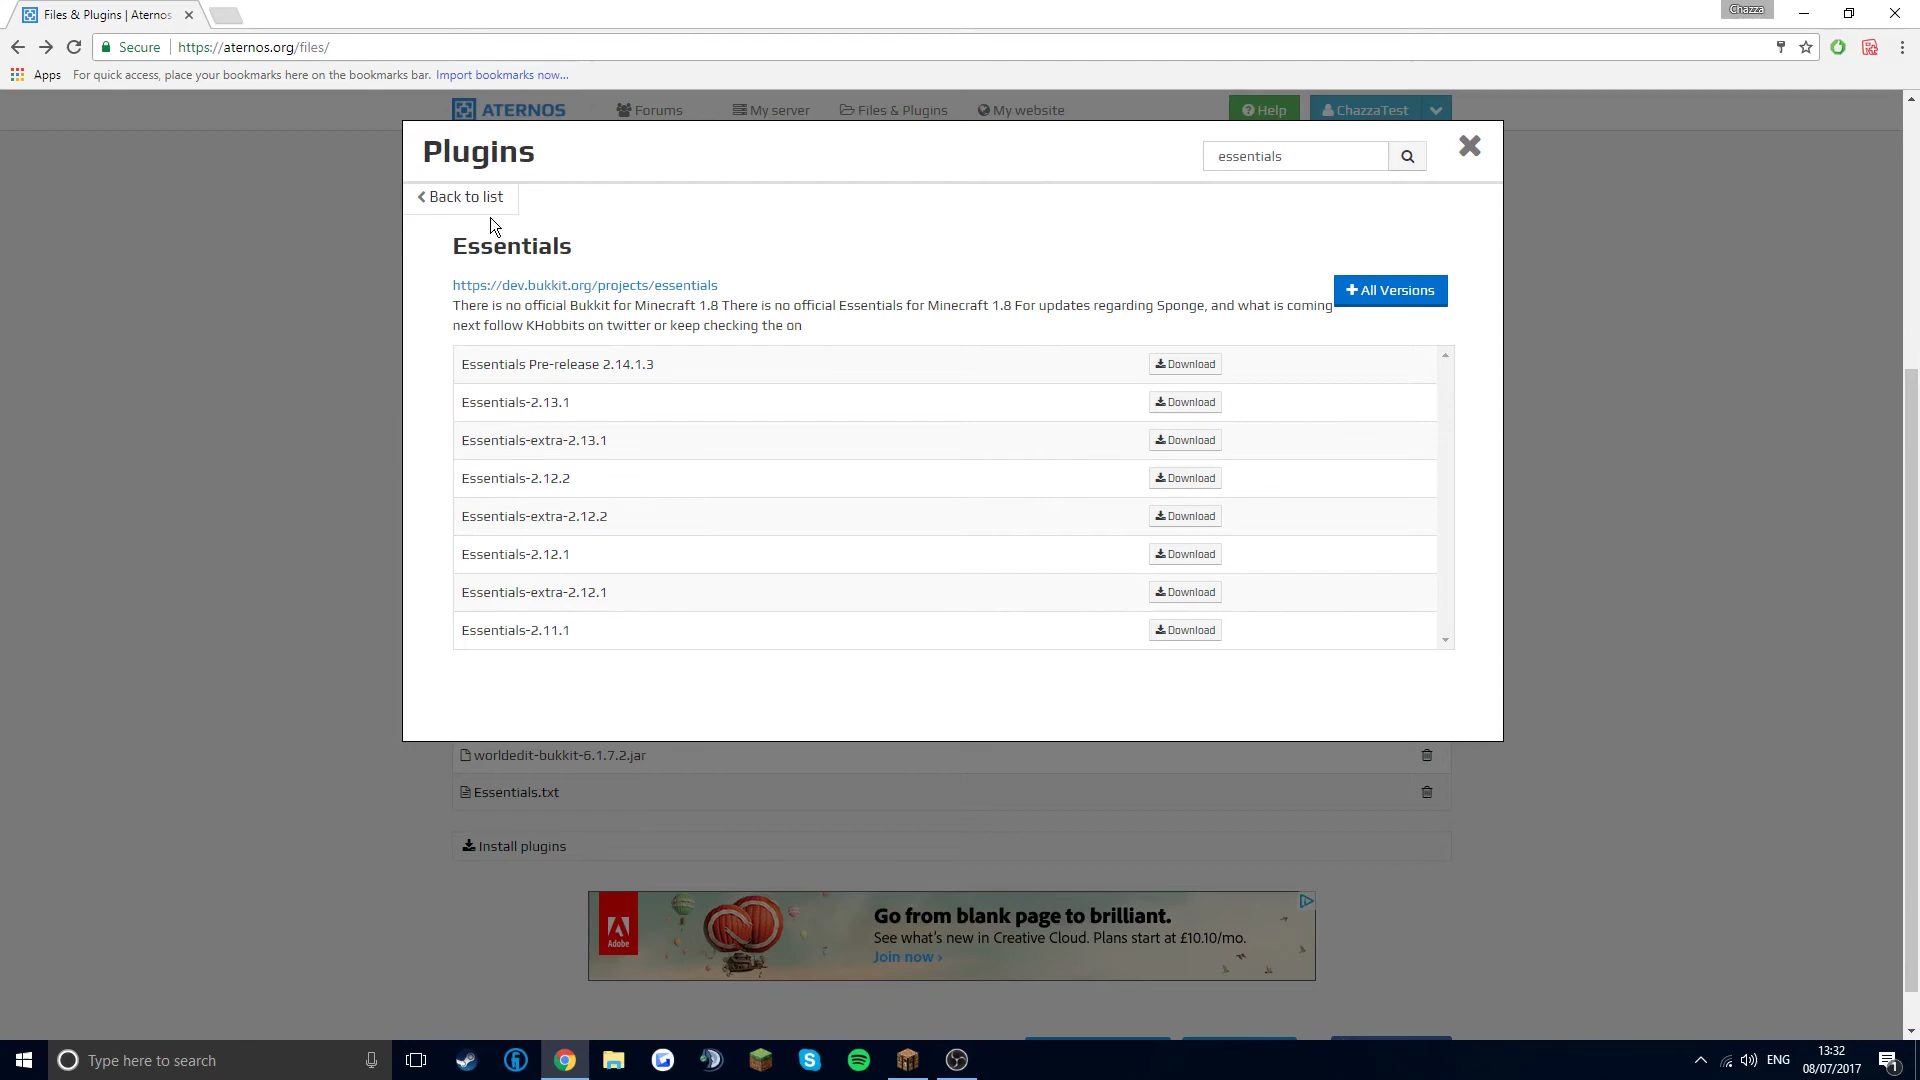 Files & Plugins | Aternos
Chazza
Secure | https://aternos.org/files/
Apps For quick access, place your bookmarks here on the bookmarks bar. Import bookmarks now...
ATERNOS Forums My server Files & Plugins My website Help ChazzaTest
Plugins
essentials
Back to list
Essentials
https://dev.bukkit.org/projects/essentials
All Versions
There is no official Bukkit for Minecraft 1.8 There is no official Essentials for Minecraft 1.8 For updates regarding Sponge, and what is coming
next follow KHobbits on twitter or keep checking the on
Essentials Pre-release 2.14.1.3 Download
Essentials-2.13.1 Download
Essentials-extra-2.13.1 Download
Essentials-2.12.2 Download
Essentials-extra-2.12.2 Download
Essentials-2.12.1 Download
Essentials-extra-2.12.1 Download
Essentials-2.11.1 Download
worldedit-bukkit-6.1.7.2.jar
Essentials.txt
Install plugins
Adobe
Go from blank page to brilliant.
See what's new in Creative Cloud. Plans start at £10.10/mo.
Join now ›
Type here to search
ENG
13:32
08/07/2017
1